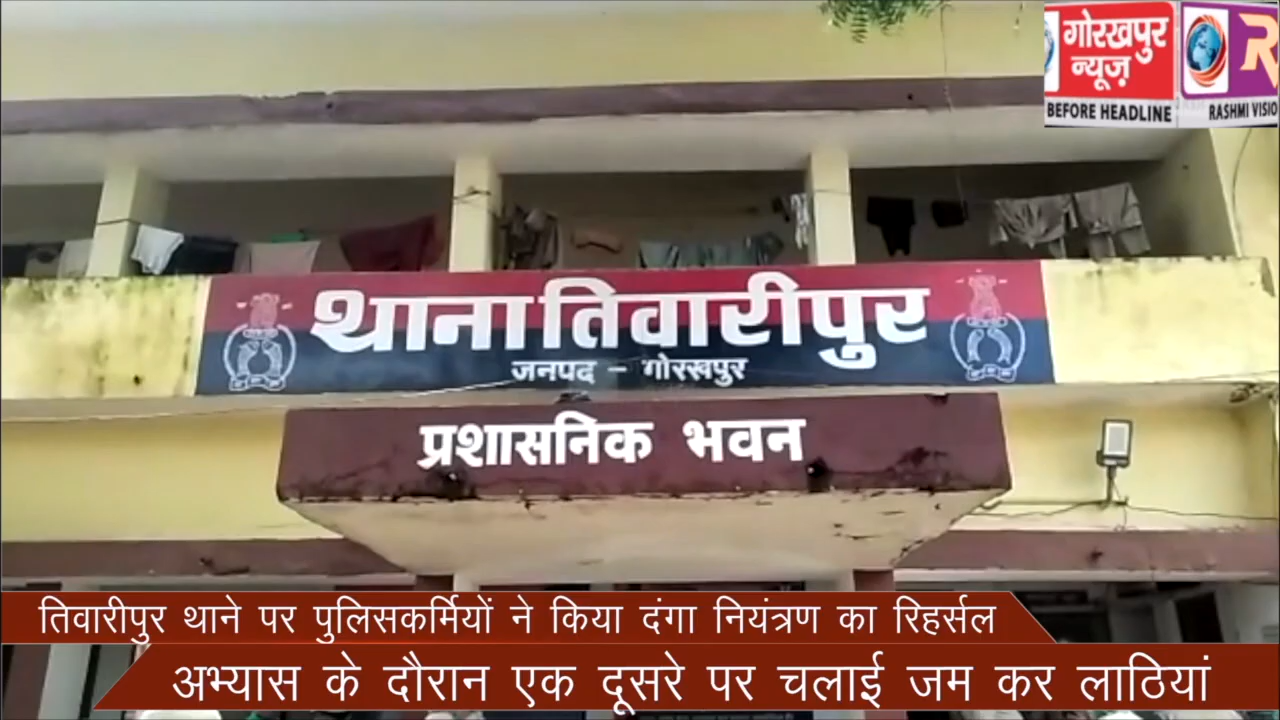 गोरखपुर
न्यूज़
BEFORE HEADLINE
RASHMI VISIO
थाना तिवारीपुर
जनपद - गोरखपुर
प्रशासनिक भवन
तिवारीपुर थाने पर पुलिसकर्मियों ने किया दंगा नियंत्रण का रिहर्सल
अभ्यास के दौरान एक दूसरे पर चलाई जम कर लाठियां